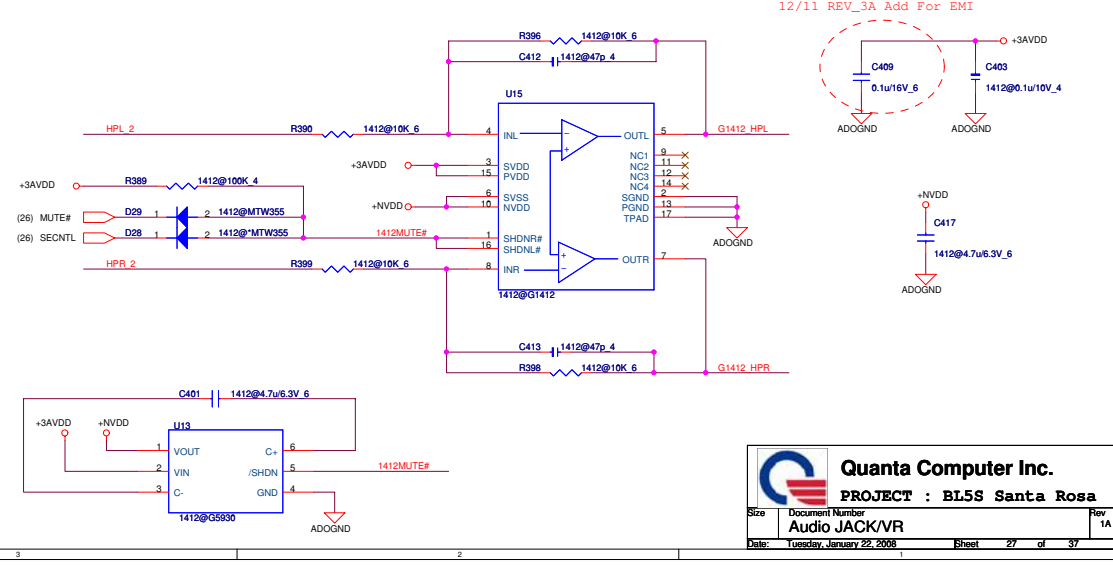 12/11 REV_3A Add For EMI
R396 1412@10K_6
C412 1412@47p_4
+3AVDD
C409
0.1u/16V_6
C403
1412@0.1u/10V_4
ADOGND
ADOGND
U15
HPL_2 R390 1412@10K_6 4 INL OUTL 5 G1412_HPL
+3AVDD 3 SVDD
15 PVDD
NC1 9
NC2 11
NC3 12
NC4 14
+NVDD 6 SVSS
10 NVDD
SGND 2
PGND 13
TPAD 17
ADOGND
+3AVDD R389 1412@100K_4
(26) MUTE# D29 1 2 1412@MTW355
(26) SECNTL D28 1 2 1412@*MTW355
1412MUTE# 1 SHDNR#
16 SHDNL#
HPR_2 R399 1412@10K_6 8 INR OUTR 7
1412@G1412
+NVDD
C417
1412@4.7u/6.3V_6
ADOGND
C413 1412@47p_4
R398 1412@10K_6 G1412_HPR
C401 1412@4.7u/6.3V_6
+3AVDD +NVDD
U13
1 VOUT C+ 6
2 VIN /SHDN 5 1412MUTE#
3 C- GND 4
1412@G5930
ADOGND
Quanta Computer Inc.
PROJECT : BL5S Santa Rosa
Size Document Number Rev
Audio JACK/VR 1A
Date: Tuesday, January 22, 2008 Sheet 27 of 37
3 2 1